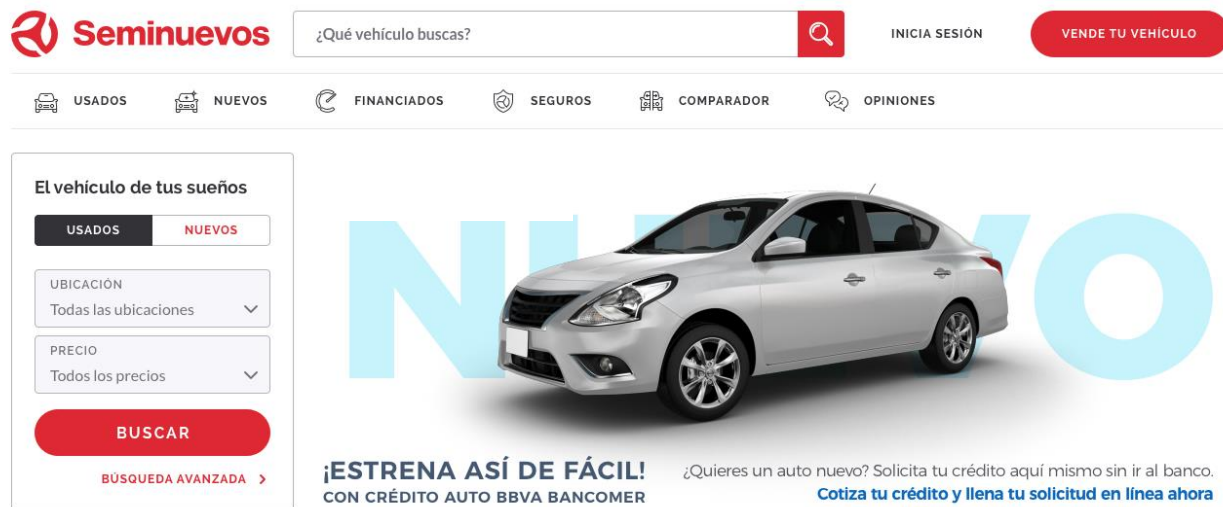 Seminuevos
¿Qué vehículo buscas?
INICIA SESIÓN
VENDE TU VEHÍCULO
USADOS
NUEVOS
FINANCIADOS
SEGUROS
COMPARADOR
OPINIONES
El vehículo de tus sueños
USADOS
NUEVOS
UBICACIÓN
Todas las ubicaciones
PRECIO
Todos los precios
BUSCAR
BÚSQUEDA AVANZADA
NUEVO
¡ESTRENA ASÍ DE FÁCIL!
CON CRÉDITO AUTO BBVA BANCOMER
¿Quieres un auto nuevo? Solicita tu crédito aquí mismo sin ir al banco.
Cotiza tu crédito y llena tu solicitud en línea ahora